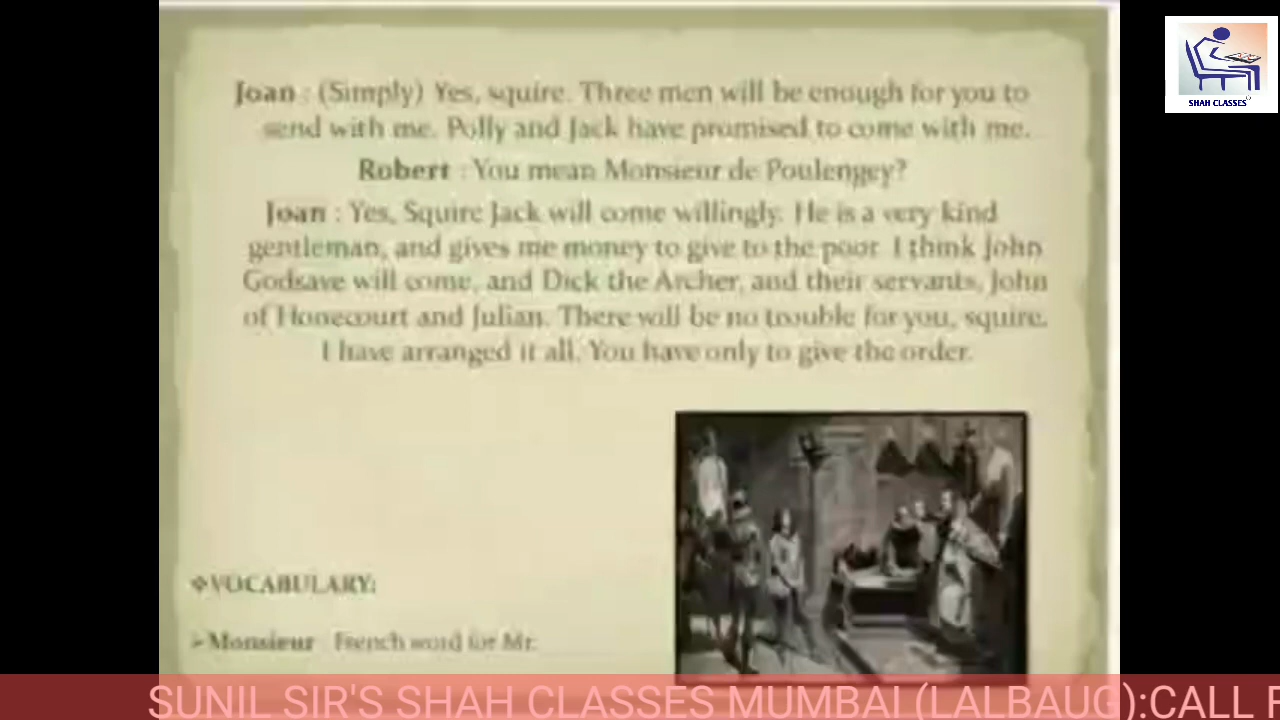 SHAH CLASSES
Joan : (Simply) Yes, squire. Three men will be enough for you to
send with me. Polly and Jack have promised to come with me.
Robert : You mean Monsieur de Poulengey?
Joan : Yes, Squire Jack will come willingly. He is a very kind
gentleman, and gives me money to give to the poor. I think John
Godsave will come, and Dick the Archer, and their servants, John
of Honecourt and Julian. There will be no trouble for you, squire.
I have arranged it all. You have only to give the order.
❖VOCABULARY:
➢Monsieur : French word for Mr.
SUNIL SIR'S SHAH CLASSES MUMBAI (LALBAUG):CALL F